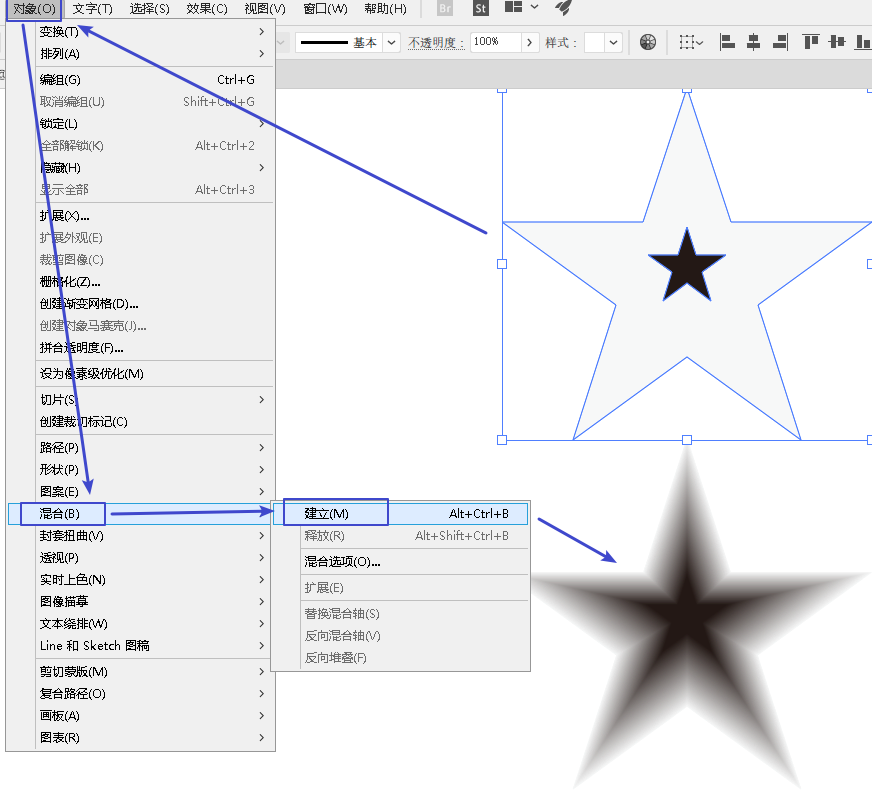 对象(O) 文字(T) 选择(S) 效果(C) 视图(V) 窗口(W) 帮助(H) Br St
基本 不透明度： 100% 样式：
变换(T)
排列(A)
编组(G) Ctrl+G
取消编组(U) Shift+Ctrl+G
锁定(L)
全部解锁(K) Alt+Ctrl+2
隐藏(H)
显示全部 Alt+Ctrl+3
扩展(X)...
扩展外观(E)
裁剪图像(C)
栅格化(Z)...
创建渐变网格(D)...
创建对象马赛克(J)...
拼合透明度(F)...
设为像素级优化(M)
切片(S)
创建裁切标记(C)
路径(P)
形状(P)
图案(E)
混合(B)
封套扭曲(V)
透视(P)
实时上色(N)
图像描摹
文本绕排(W)
Line 和 Sketch 图稿
剪切蒙版(M)
复合路径(O)
画板(A)
图表(R)
建立(M) Alt+Ctrl+B
释放(R) Alt+Shift+Ctrl+B
混合选项(O)...
扩展(E)
替换混合轴(S)
反向混合轴(V)
反向堆叠(F)